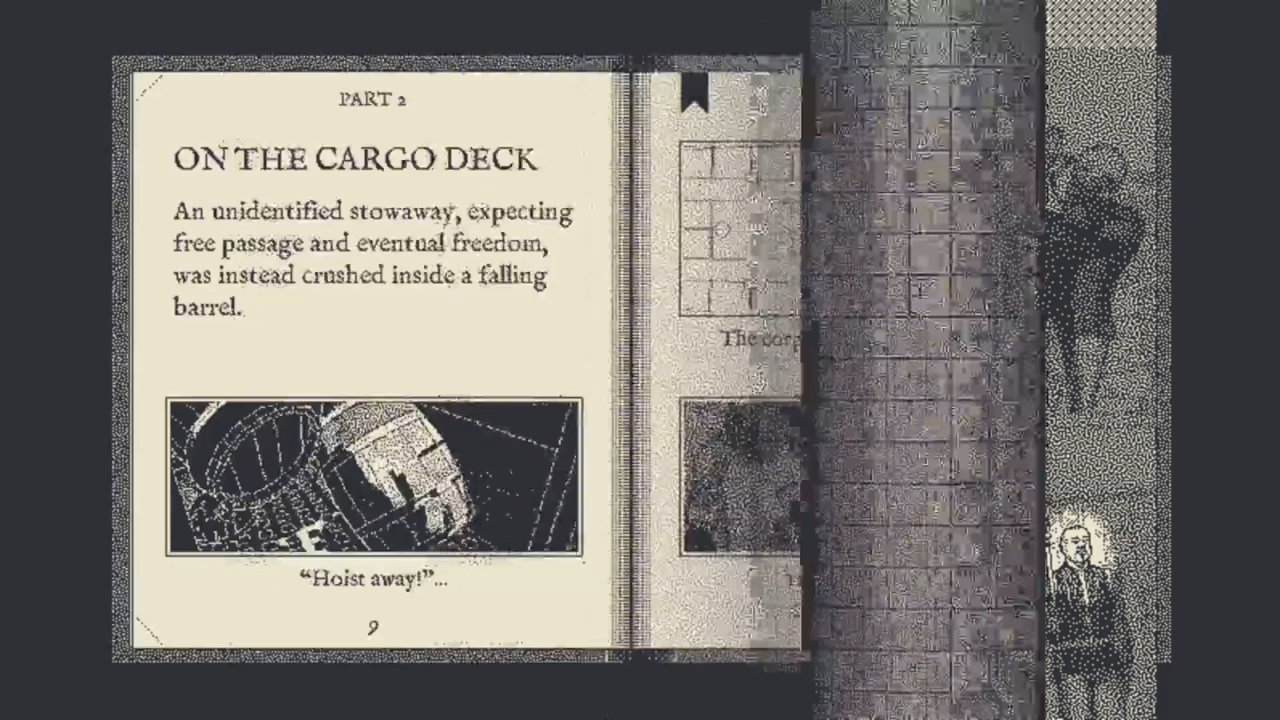 PART 2
ON THE CARGO DECK
An unidentified stowaway, expecting
free passage and eventual freedom,
was instead crushed inside a falling
barrel.
The
“Hoist away!”...
9